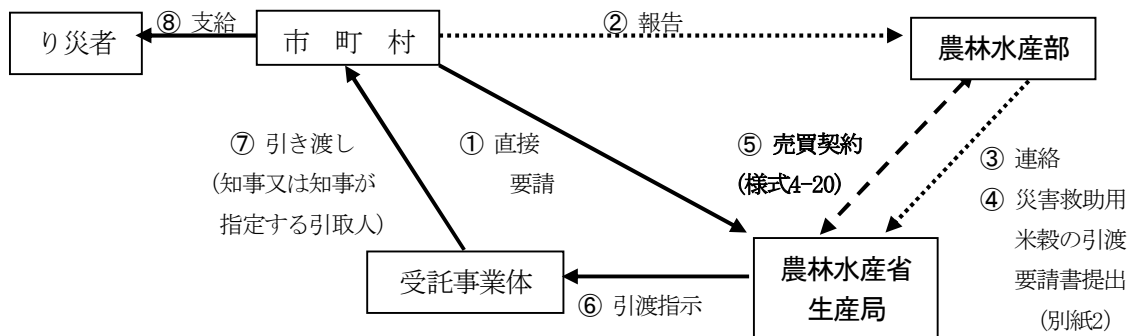 ⑧ 支給
② 報告
り災者
市 町 村
農林水産部
⑦ 引き渡し
(知事又は知事が
指定する引取人)
① 直接
要請
⑤ 売買契約
(様式4-20)
③ 連絡
④ 災害救助用
米穀の引渡
要請書提出
(別紙2)
受託事業体
⑥ 引渡指示
農林水産省
生産局